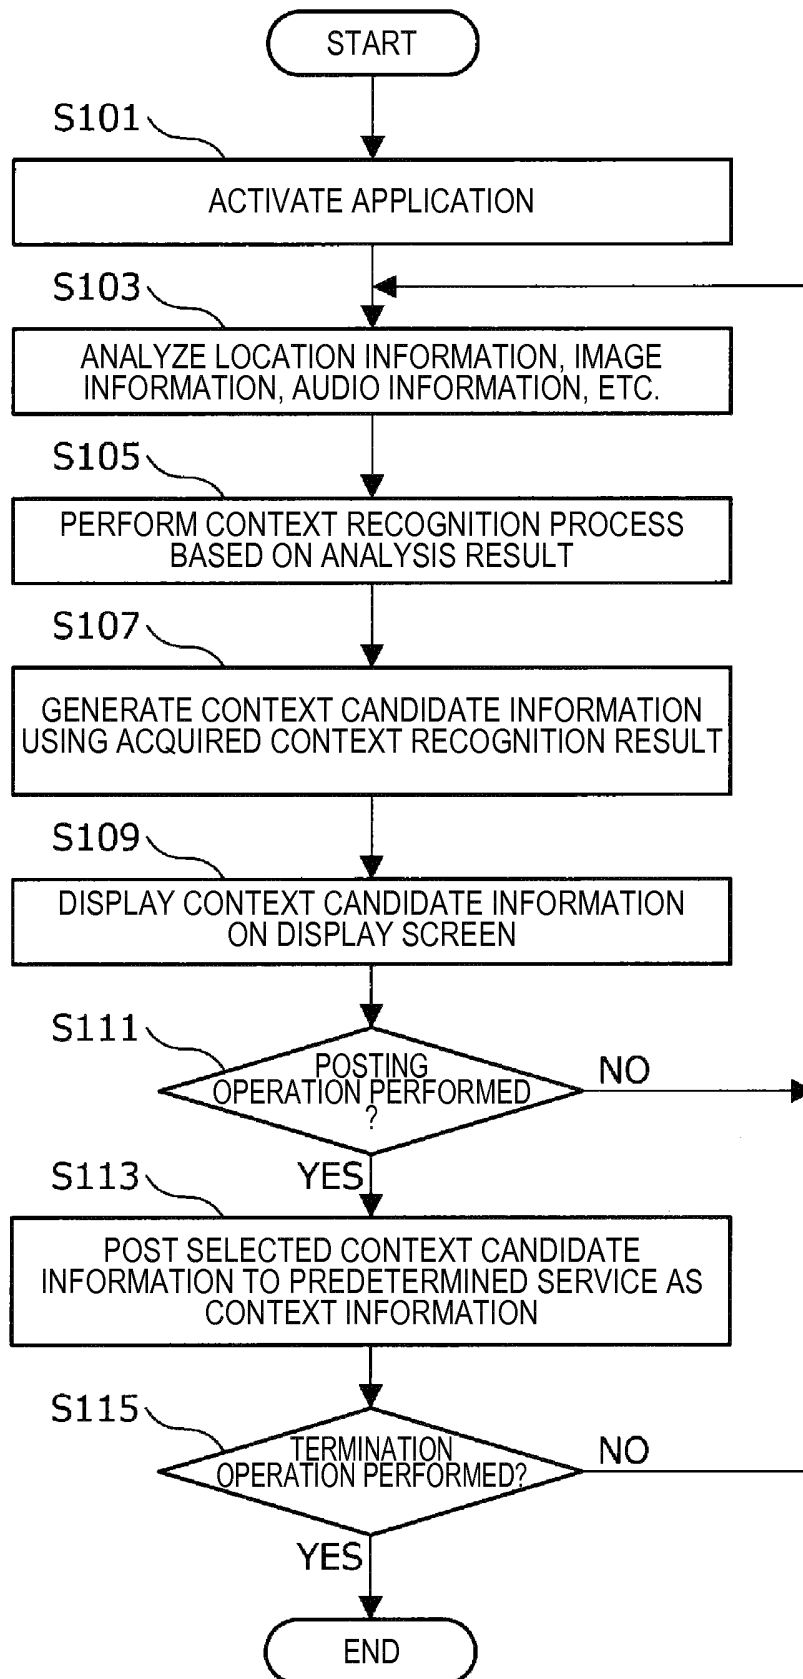 START
S101
ACTIVATE APPLICATION
S103
ANALYZE LOCATION INFORMATION, IMAGE
INFORMATION, AUDIO INFORMATION, ETC.
S105
PERFORM CONTEXT RECOGNITION PROCESS
BASED ON ANALYSIS RESULT
S107
GENERATE CONTEXT CANDIDATE INFORMATION
USING ACQUIRED CONTEXT RECOGNITION RESULT
S109
DISPLAY CONTEXT CANDIDATE INFORMATION
ON DISPLAY SCREEN
S111
POSTING
OPERATION PERFORMED
?
NO
YES
S113
POST SELECTED CONTEXT CANDIDATE
INFORMATION TO PREDETERMINED SERVICE AS
CONTEXT INFORMATION
S115
TERMINATION
OPERATION PERFORMED?
NO
YES
END